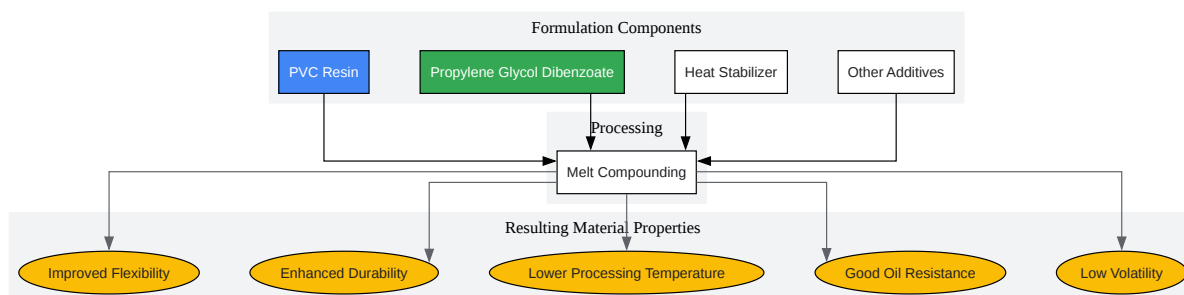 Formulation Components
PVC Resin
Propylene Glycol Dibenzoate
Heat Stabilizer
Other Additives
Processing
Melt Compounding
Resulting Material Properties
Improved Flexibility
Enhanced Durability
Lower Processing Temperature
Good Oil Resistance
Low Volatility